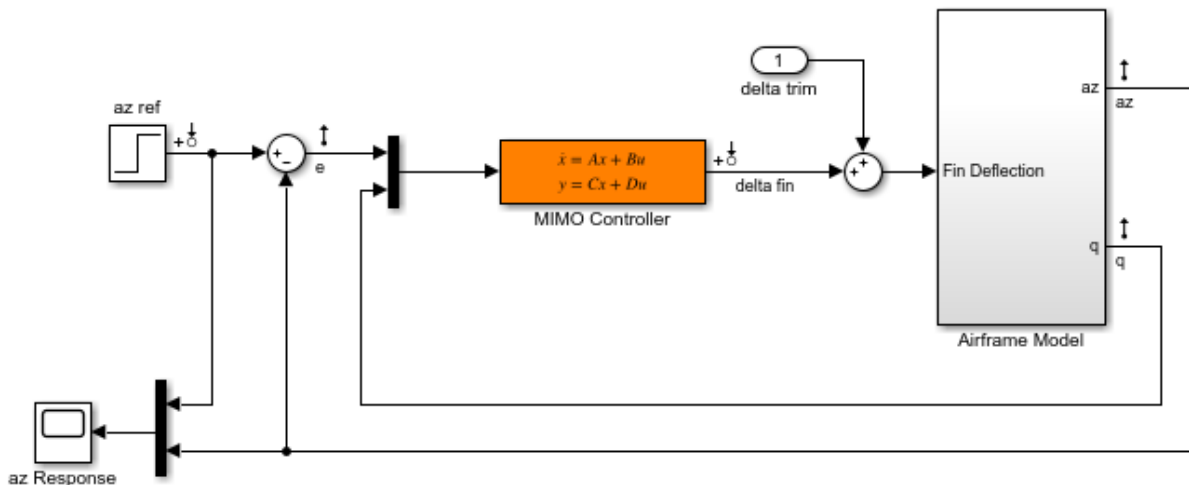 1
delta trim
az ref
az
az
+
+
−
e
ẋ = Ax + Bu
y = Cx + Du
+
delta fin
+
+
Fin Deflection
MIMO Controller
q
q
Airframe Model
az Response